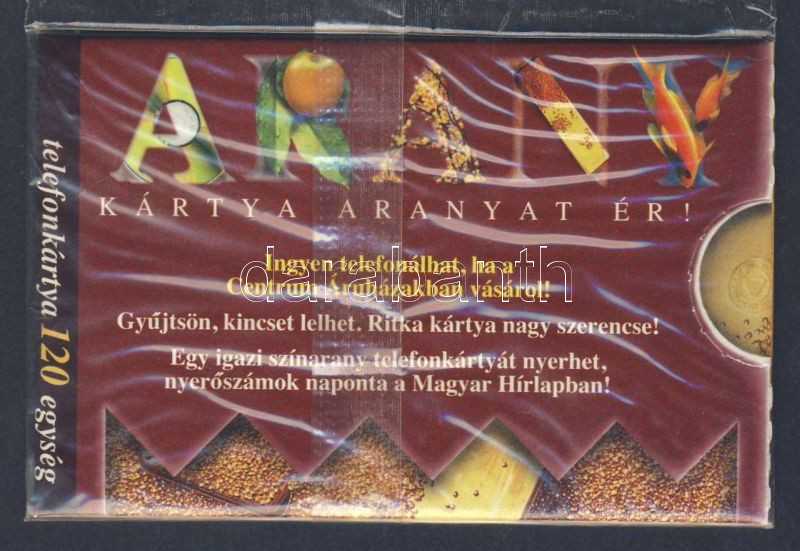 ARANY
KÁRTYA ARANYAT ÉR!
Ingyen telefonálhat, ha a
Centrum Áruházakban vásárol!
darabanth
Gyűjtsön, kincset lelhet. Ritka kártya nagy szerencse!
Egy igazi színarany telefonkártyát nyerhet,
nyerőszámok naponta a Magyar Hírlapban!
telefonkártya 120 egység